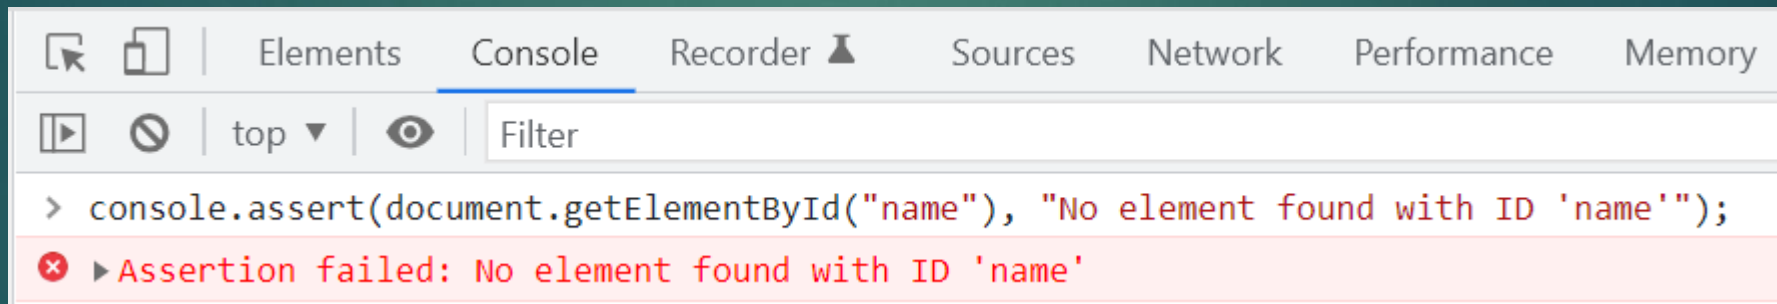 Elements Console Recorder Sources Network Performance Memory
top Filter
console.assert(document.getElementById("name"), "No element found with ID 'name'");
Assertion failed: No element found with ID 'name'